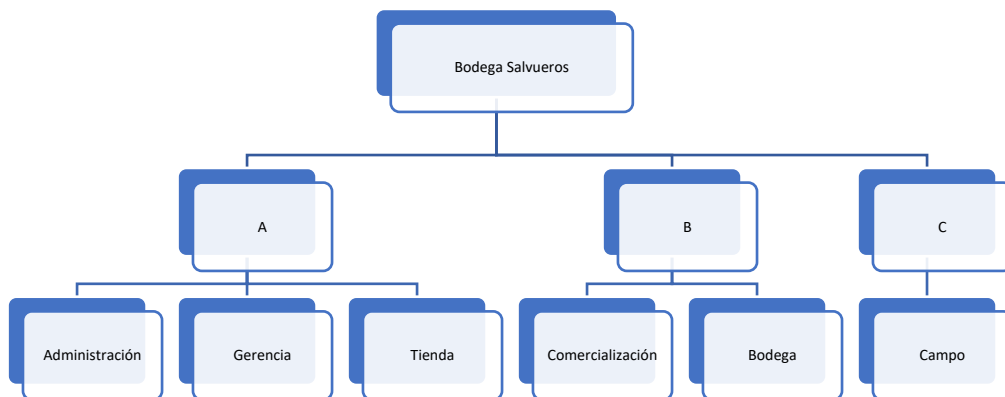 Bodega Salvueros
A
B
C
Administración
Gerencia
Tienda
Comercialización
Bodega
Campo